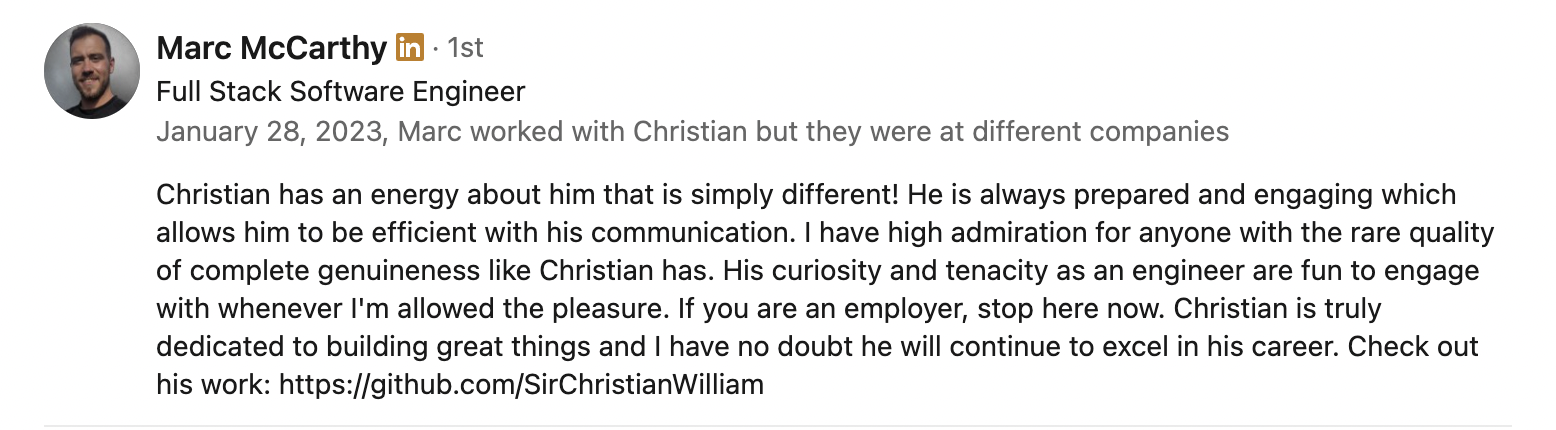 Marc McCarthy in · 1st
Full Stack Software Engineer
January 28, 2023, Marc worked with Christian but they were at different companies
Christian has an energy about him that is simply different! He is always prepared and engaging which
allows him to be efficient with his communication. I have high admiration for anyone with the rare quality
of complete genuineness like Christian has. His curiosity and tenacity as an engineer are fun to engage
with whenever I'm allowed the pleasure. If you are an employer, stop here now. Christian is truly
dedicated to building great things and I have no doubt he will continue to excel in his career. Check out
his work: https://github.com/SirChristianWilliam